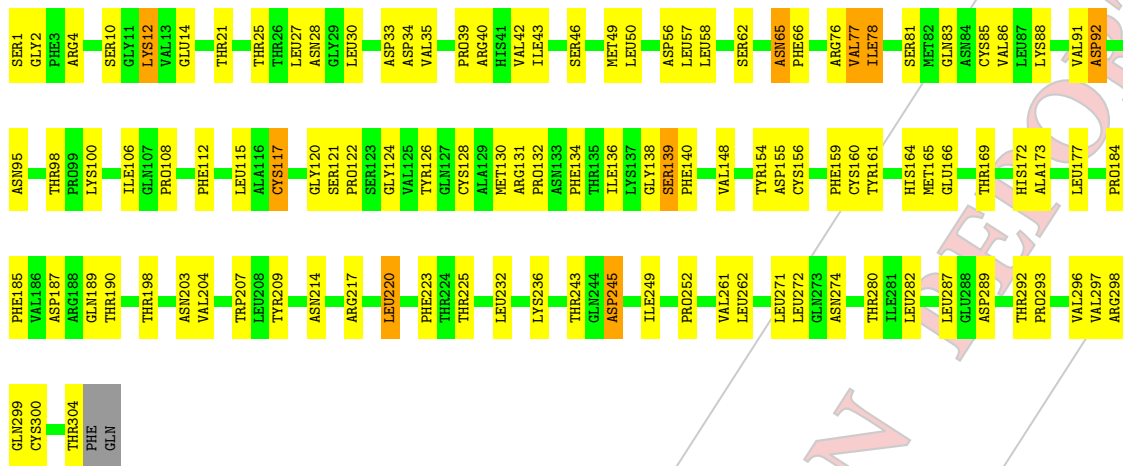 SER1 GLY2 PHE3 ARG4 SER10 GLY11 LYS12 VAL13 GLU14 THR21 THR25 THR26 LEU27 ASN28 GLY29 LEU30 ASP33 ASP34 VAL35 PRO39 ARG40 HIS41 VAL42 ILE43 SER46 MET49 LEU50 ASP56 LEU57 LEU58 SER62 ASN65 PHE66 ARG76 VAL77 ILE78 SER81 MET82 GLN83 ASN84 CYS85 VAL86 LEU87 LYS88 VAL91 ASP92
ASN95 THR98 PRO99 LYS100 ILE106 GLN107 PRO108 PHE112 LEU115 ALA116 CYS117 GLY120 SER121 PRO122 SER123 GLY124 VAL125 TYR126 GLN127 CYS128 ALA129 MET130 ARG131 PRO132 ASN133 PHE134 THR135 ILE136 LYS137 GLY138 SER139 PHE140 VAL148 TYR154 ASP155 CYS156 PHE159 CYS160 TYR161 HIS164 MET165 GLU166 THR169 HIS172 ALA173 LEU177 PRO184
PHE185 VAL186 ASP187 ARG188 GLN189 THR190 THR198 ASN203 VAL204 TRP207 LEU208 TYR209 ASN214 ARG217 LEU220 PHE223 THR224 THR225 LEU232 LYS236 THR243 GLN244 ASP245 ILE249 PRO252 VAL261 LEU262 LEU271 LEU272 GLN273 ASN274 THR280 ILE281 LEU282 LEU287 GLU288 ASP289 THR292 PRO293 VAL296 VAL297 ARG298
GLN299 CYS300 THR304 PHE GLN